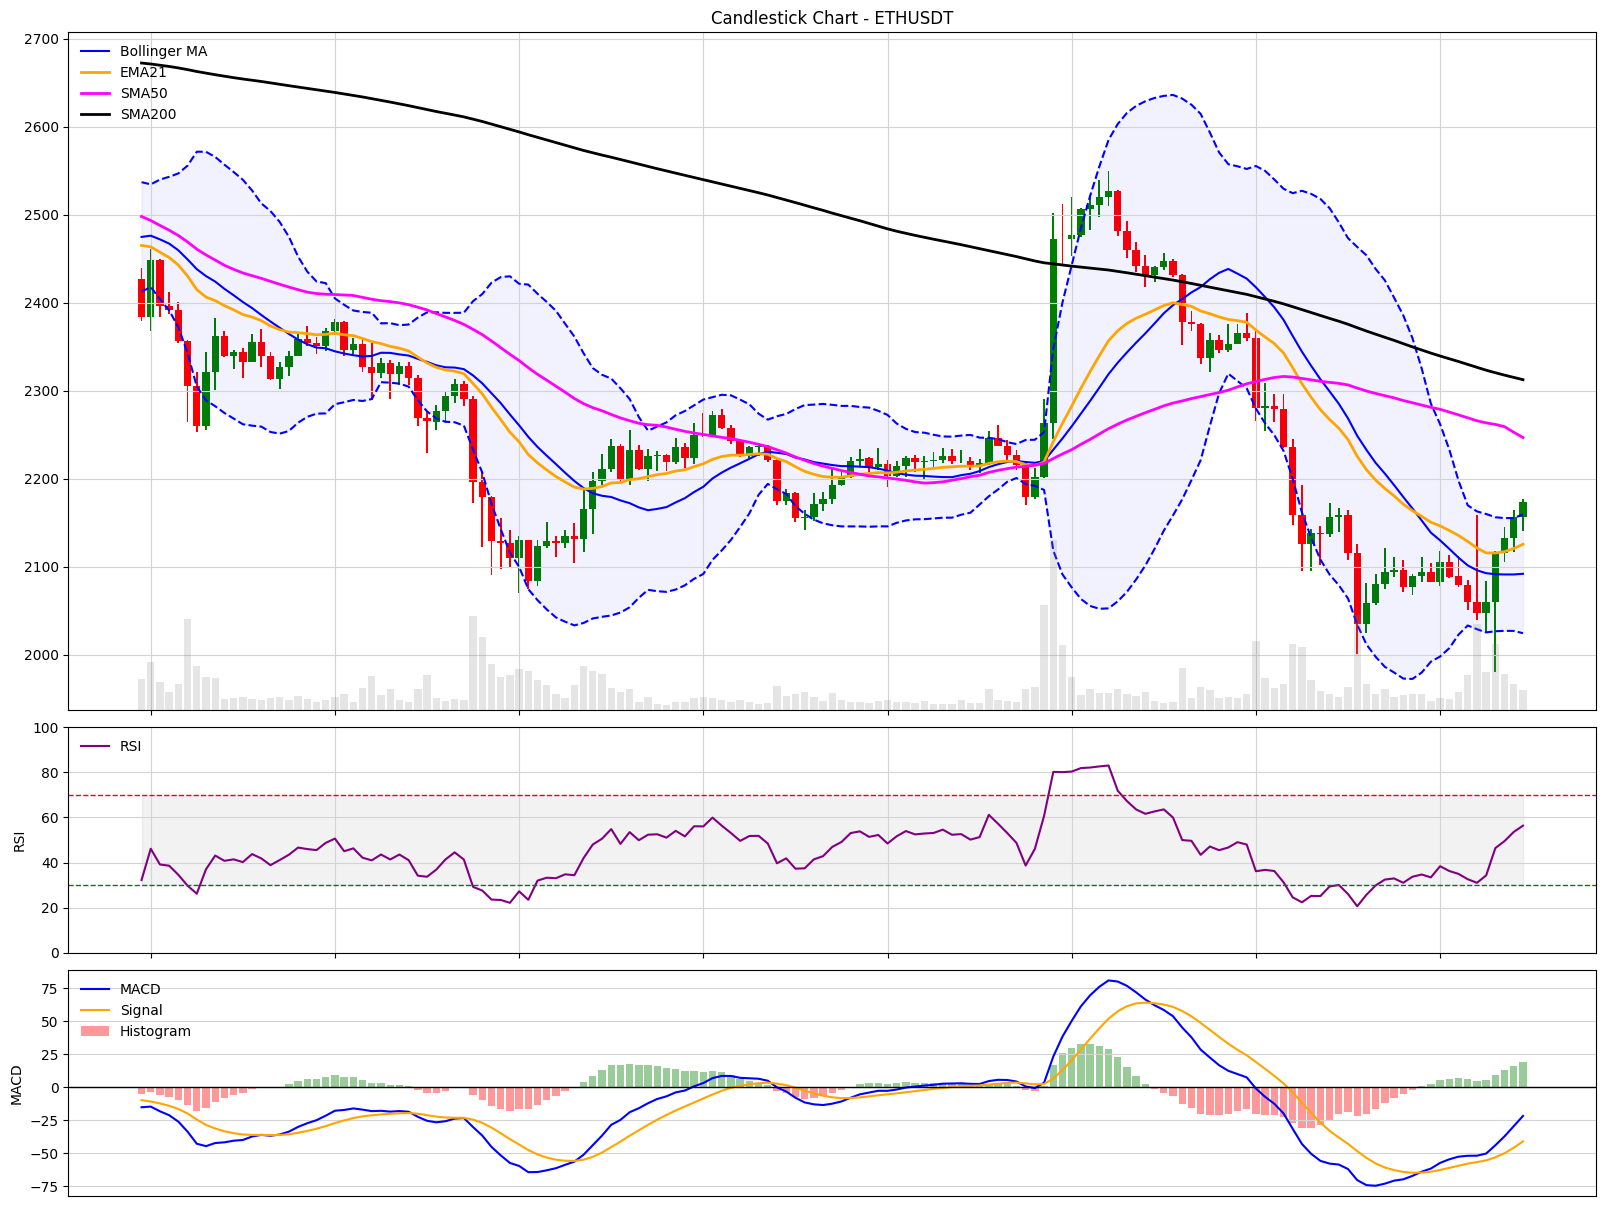 Candlestick Chart - ETHUSDT
2700
2600
2500
2400
2300
2200
2100
2000
Bollinger MA
EMA21
SMA50
SMA200
100
80
60
40
20
0
RSI
RSI
75
50
25
0
−25
−50
−75
MACD
MACD
Signal
Histogram